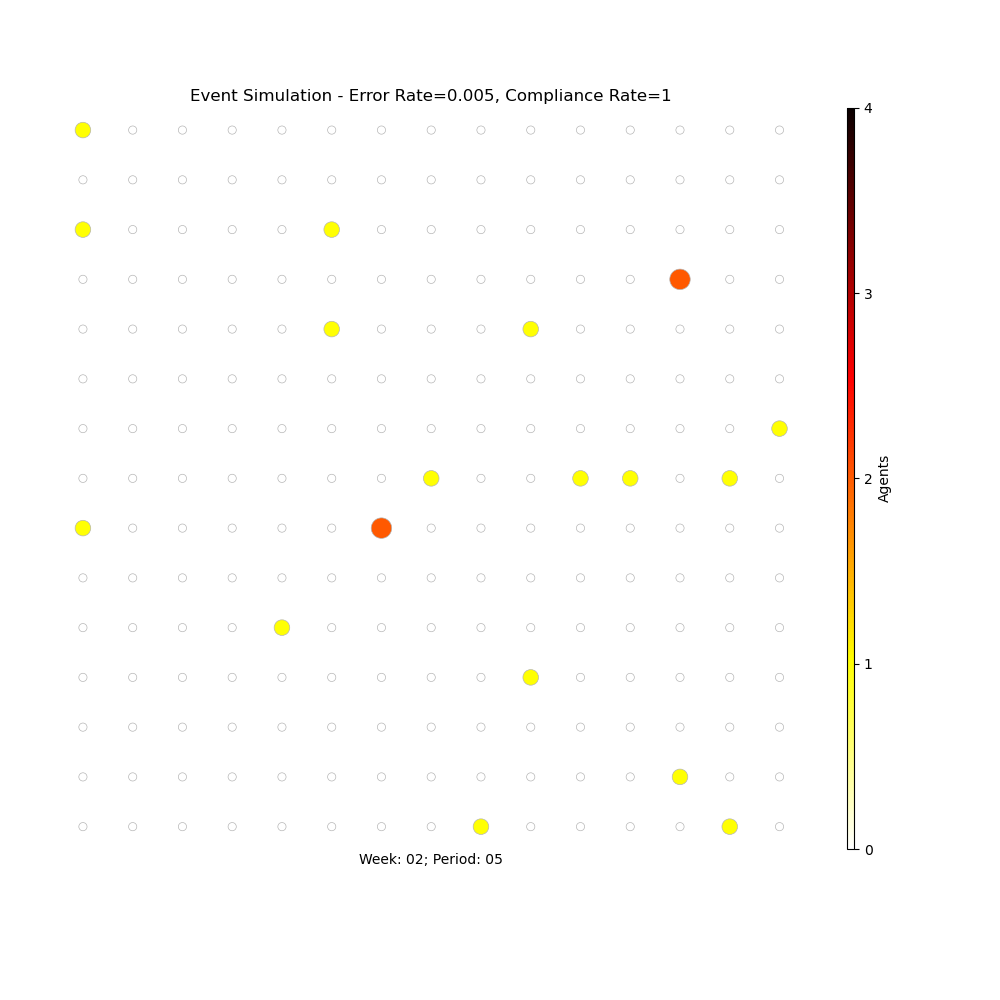 Event Simulation - Error Rate=0.005, Compliance Rate=1
4
3
2
1
0
Agents
Week: 02; Period: 05